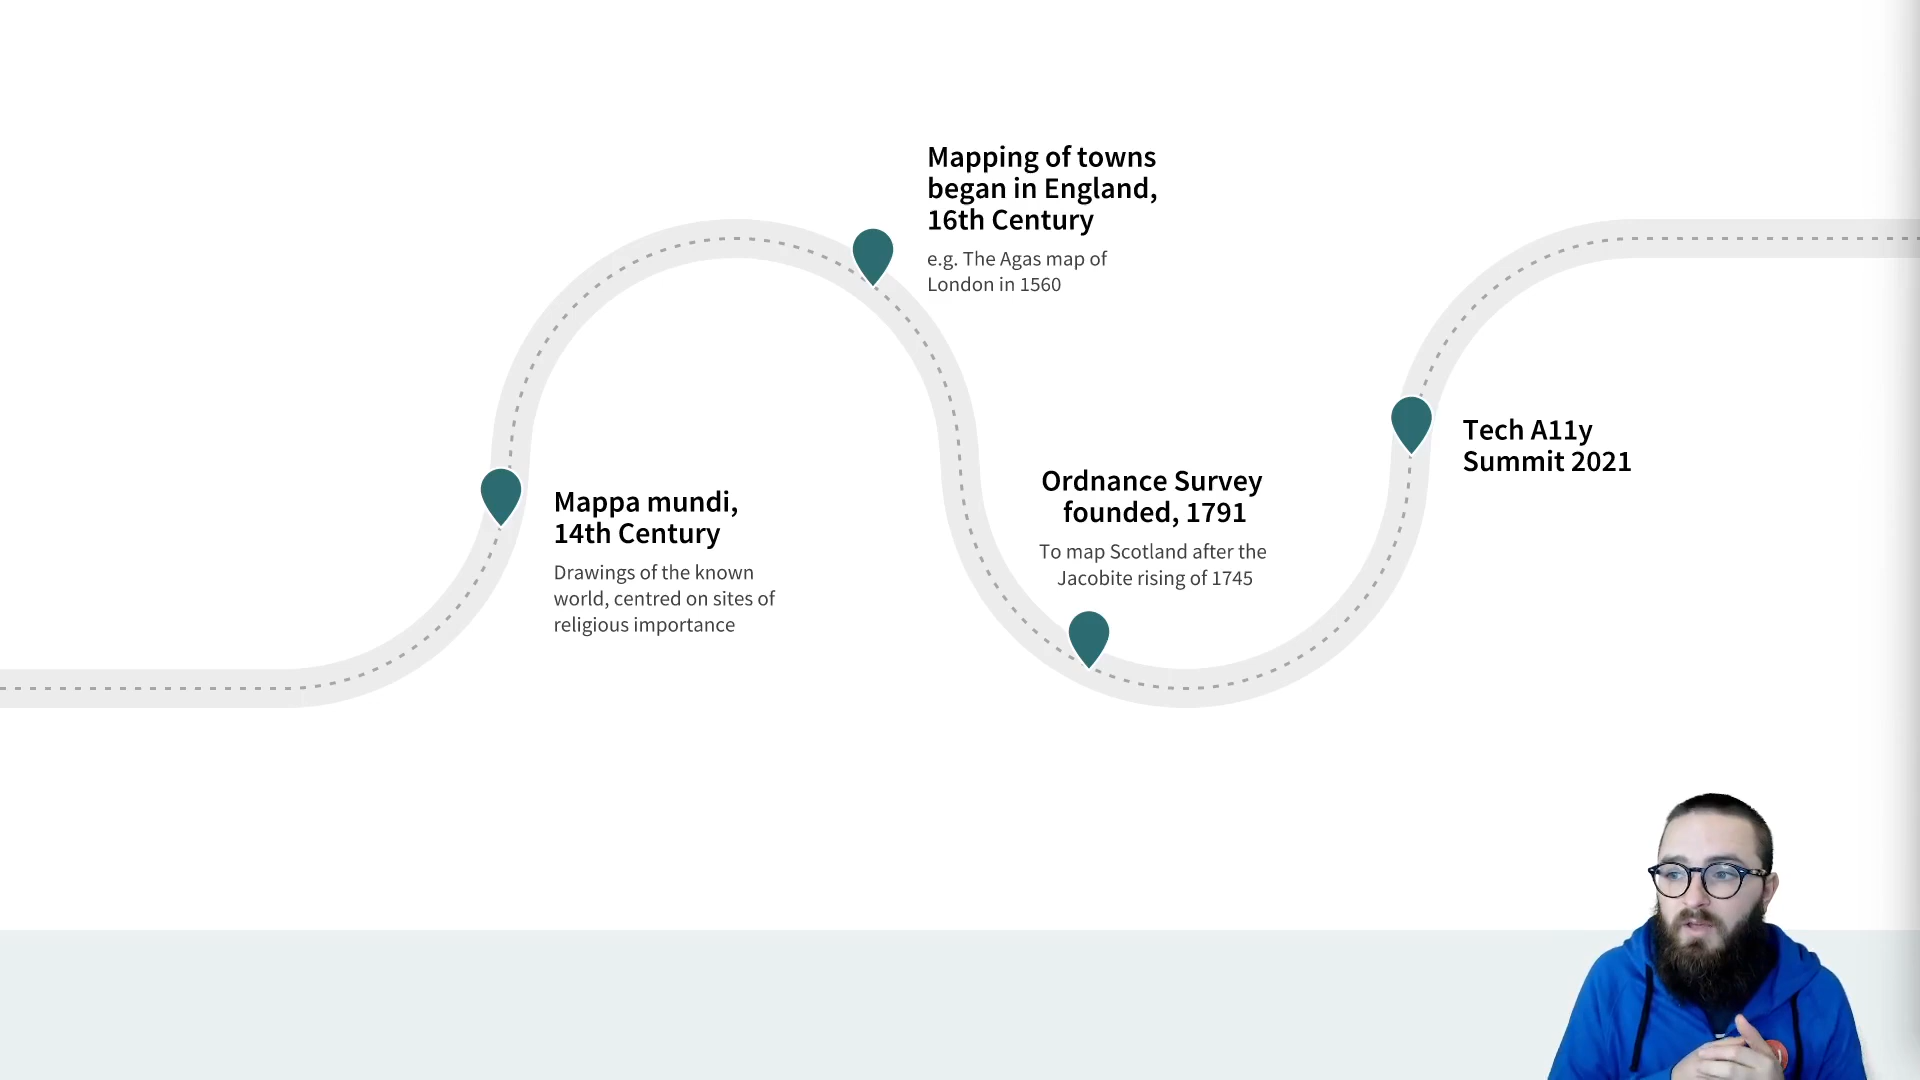 Mapping of towns
began in England,
16th Century
e.g. The Agas map of
London in 1560
Tech A11y
Summit 2021
Ordnance Survey
founded, 1791
To map Scotland after the
Jacobite rising of 1745
Mappa mundi,
14th Century
Drawings of the known
world, centred on sites of
religious importance